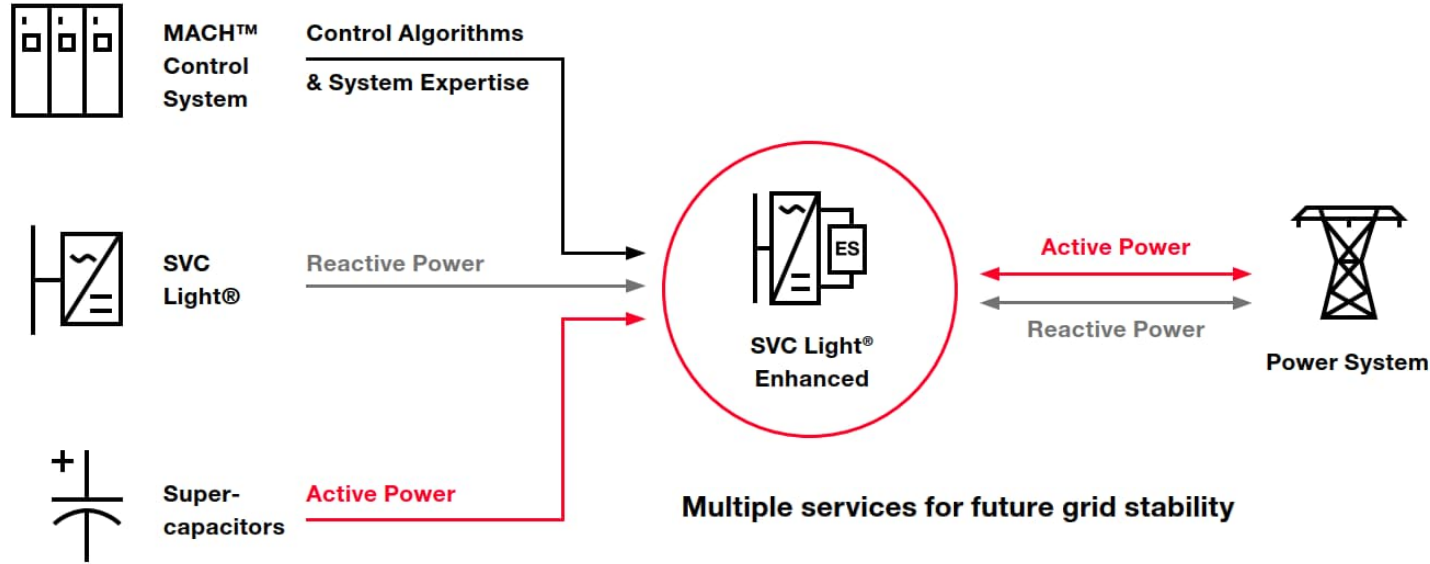 MACH™
Control
System
Control Algorithms
& System Expertise
SVC
Light®
Reactive Power
+
Super-
capacitors
Active Power
ES
SVC Light®
Enhanced
Active Power
Reactive Power
Power System
Multiple services for future grid stability